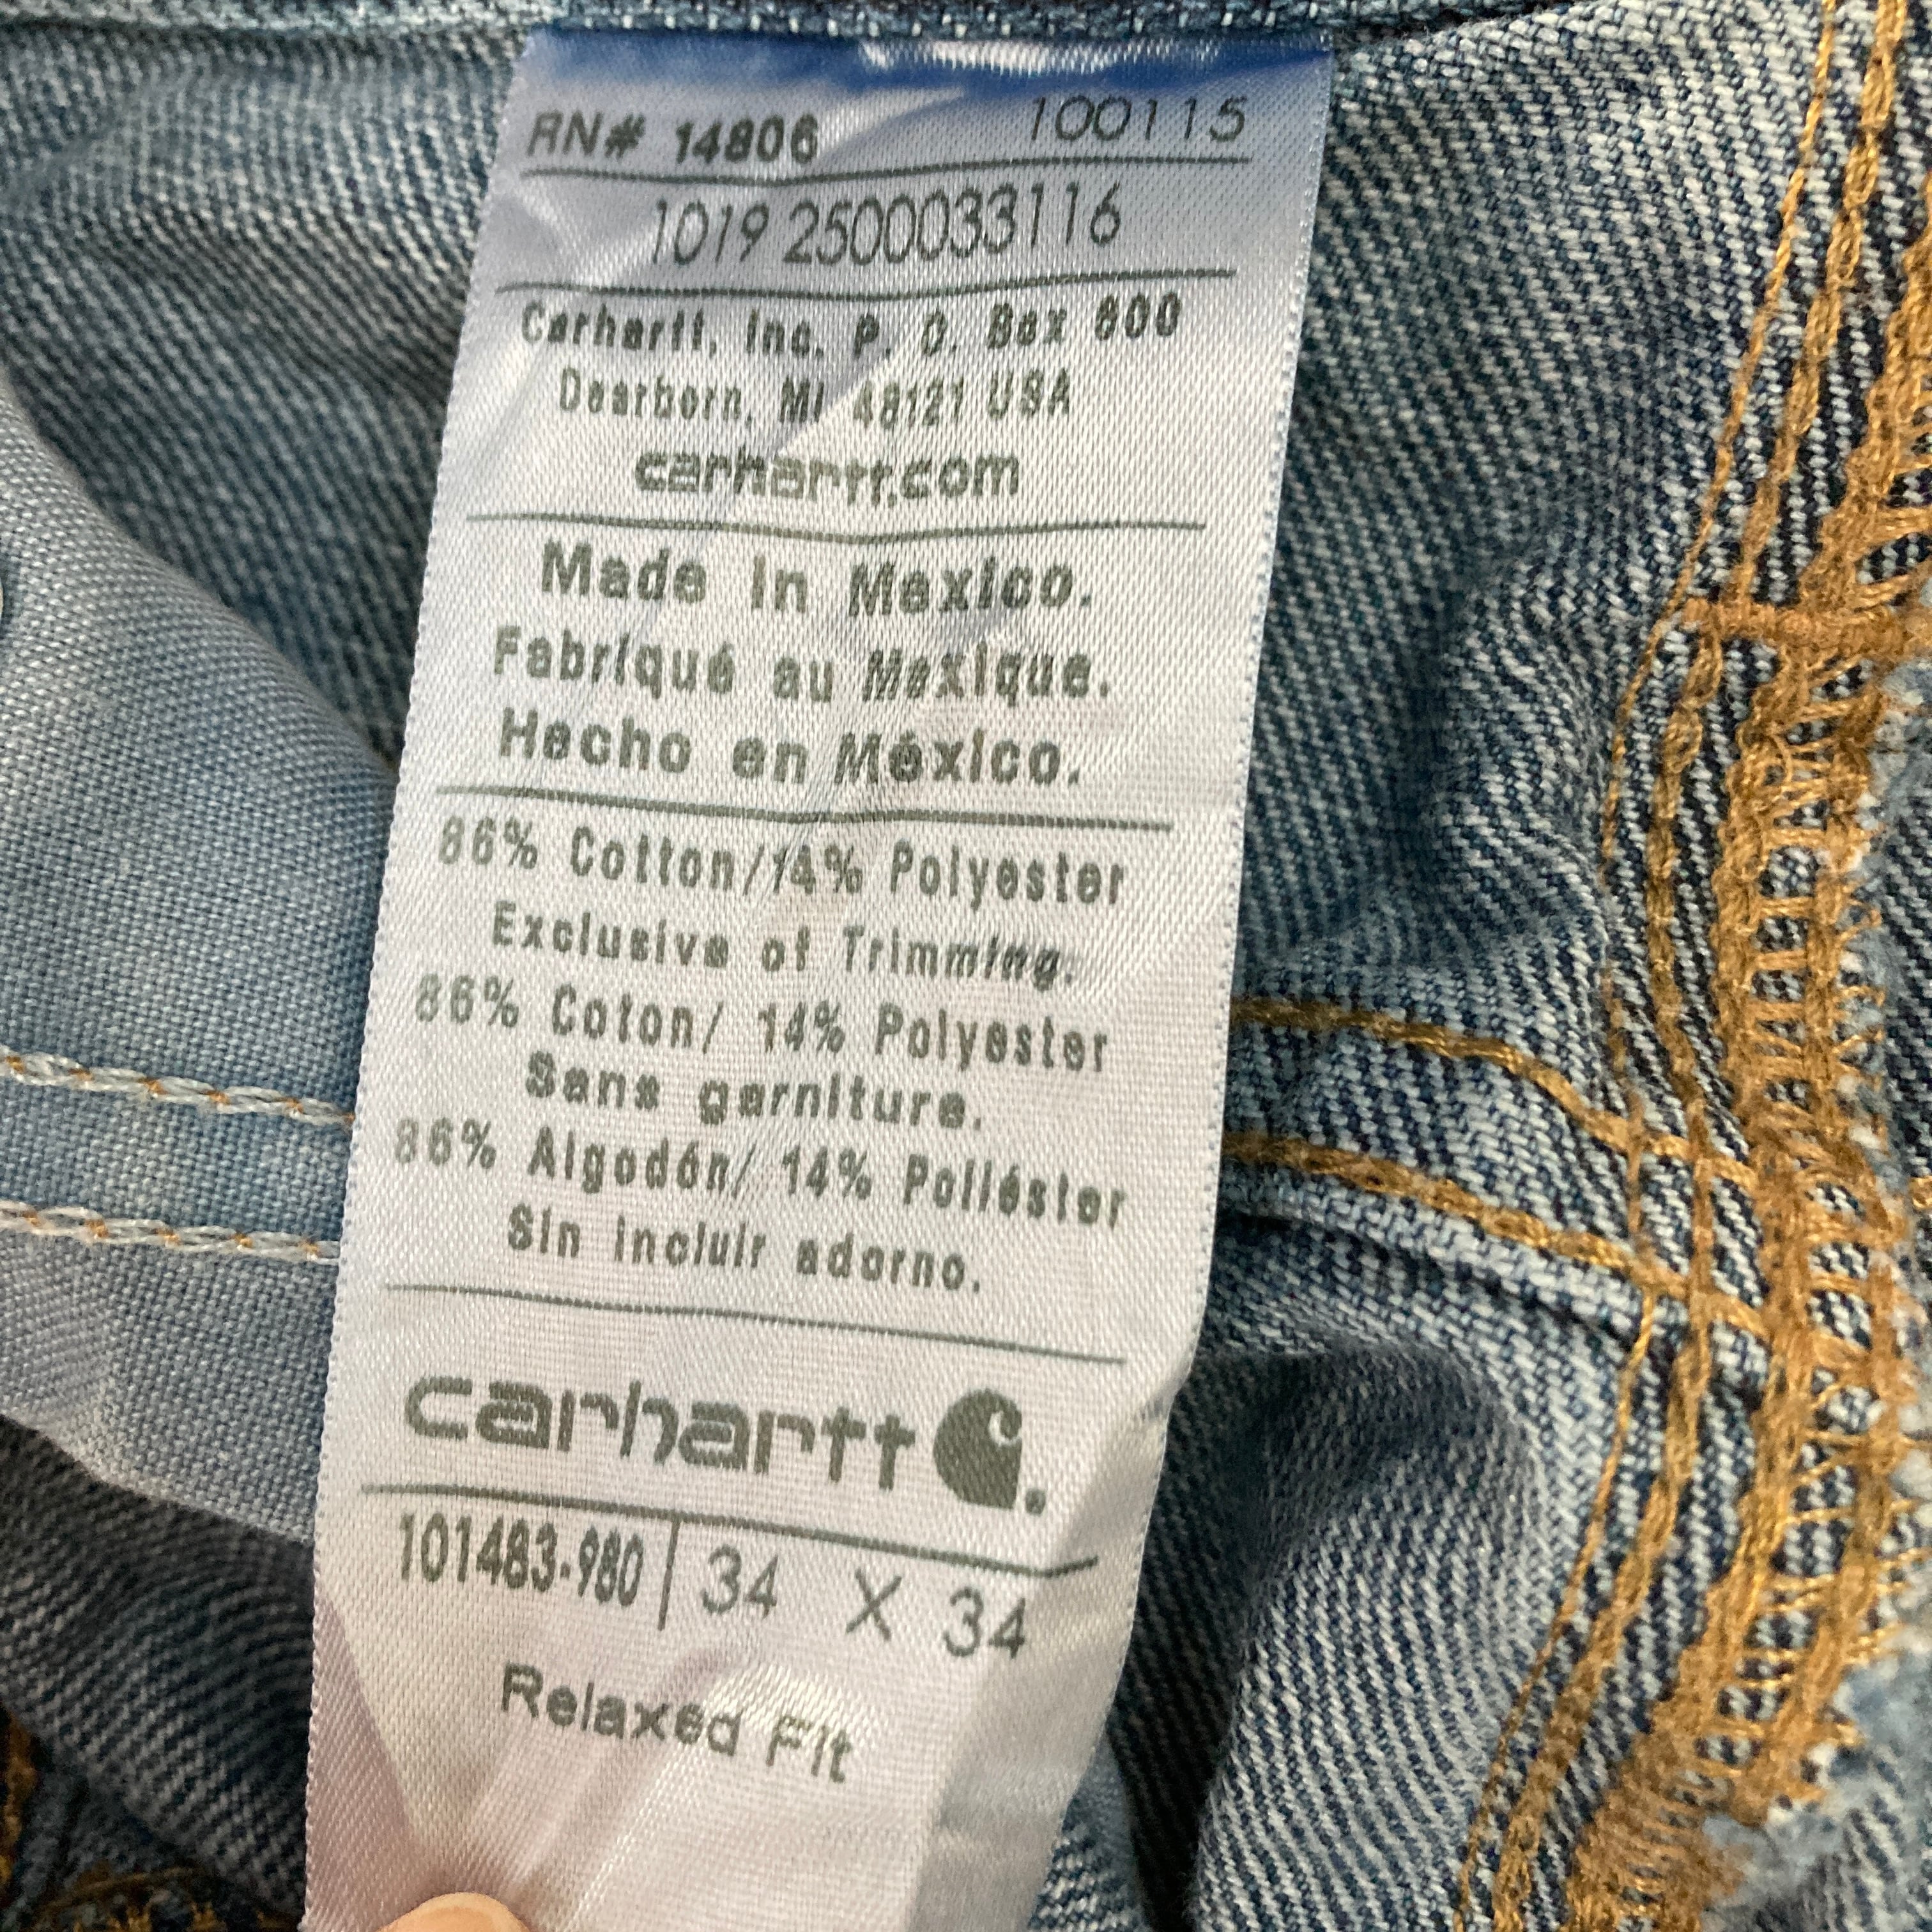 RN# 14806 100115
1019 2500033116
Carhartt, Inc. P. O. Box 600
Dearborn, MI 48121 USA
carhartt.com
Made in Mexico.
Fabriqué au Mexique.
Hecho en México.
86% Cotton/14% Polyester
Exclusive of Trimming.
86% Coton/ 14% Polyester
Sans garniture.
86% Algodón/ 14% Poliéster
Sin incluir adorno.
carhartt
101483-980 | 34 X 34
Relaxed Fit